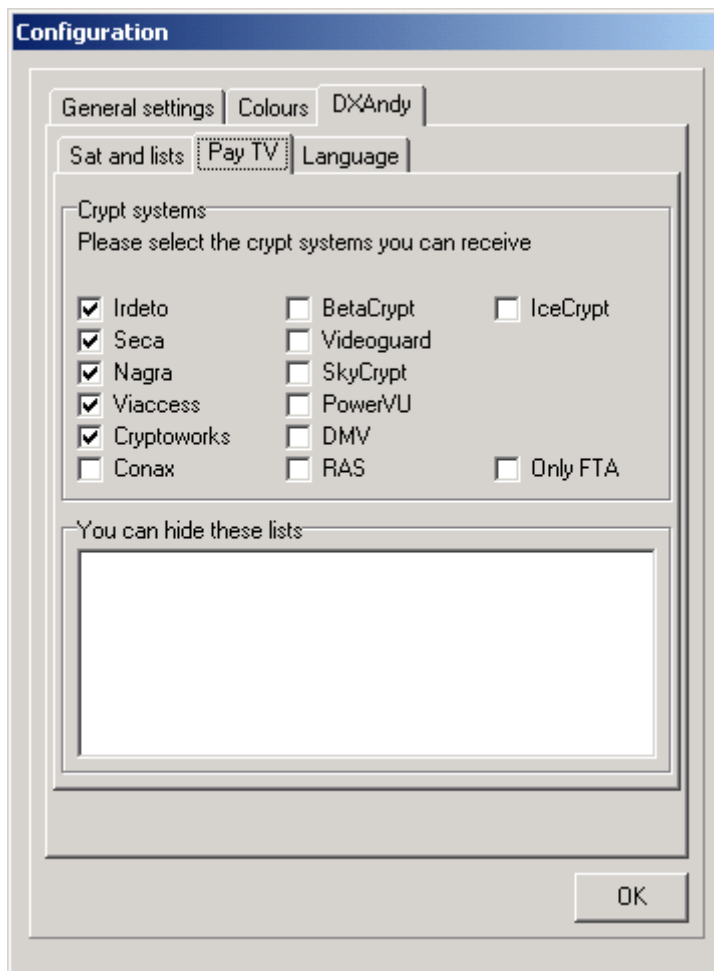 Configuration
General settings Colours DXAndy
Sat and lists Pay TV Language
Crypt systems
Please select the crypt systems you can receive
Irdeto BetaCrypt IceCrypt
Seca Videoguard
Nagra SkyCrypt
Viaccess PowerVU
Cryptoworks DMV
Conax RAS Only FTA
You can hide these lists
OK